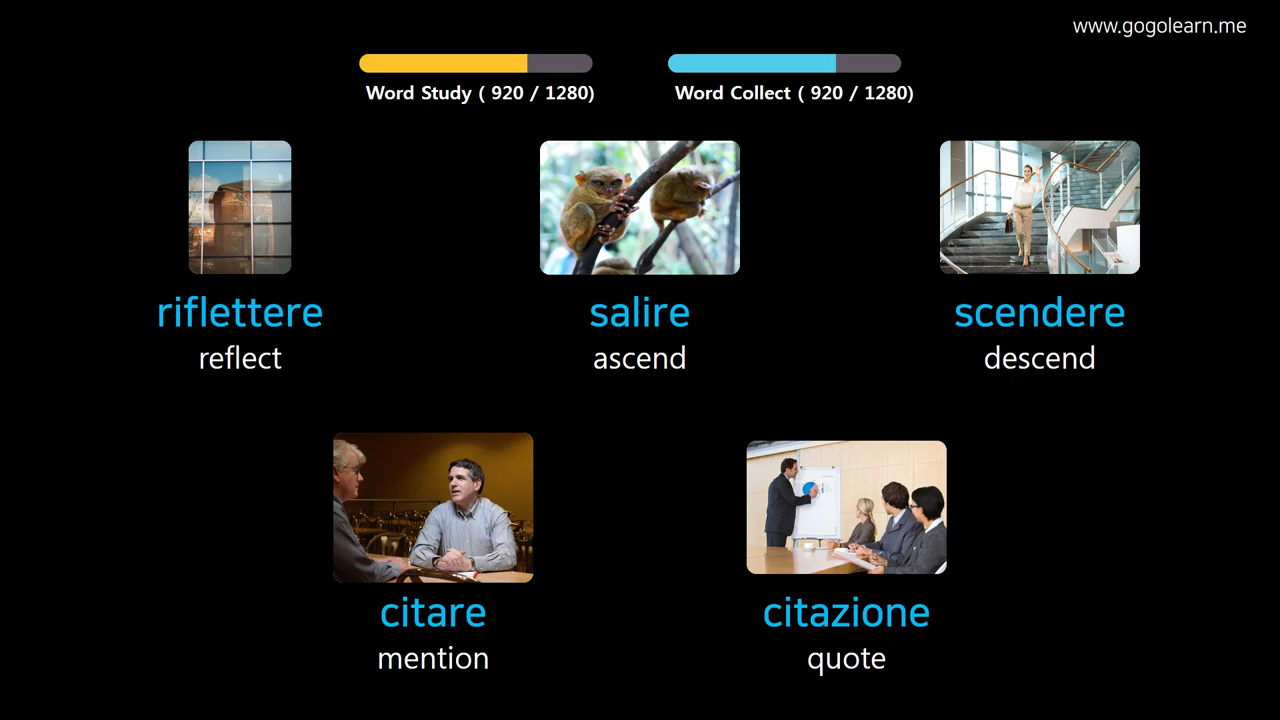 www.gogolearn.me
Word Study ( 920 / 1280)
Word Collect ( 920 / 1280)
riflettere
reflect
salire
ascend
scendere
descend
citare
mention
citazione
quote